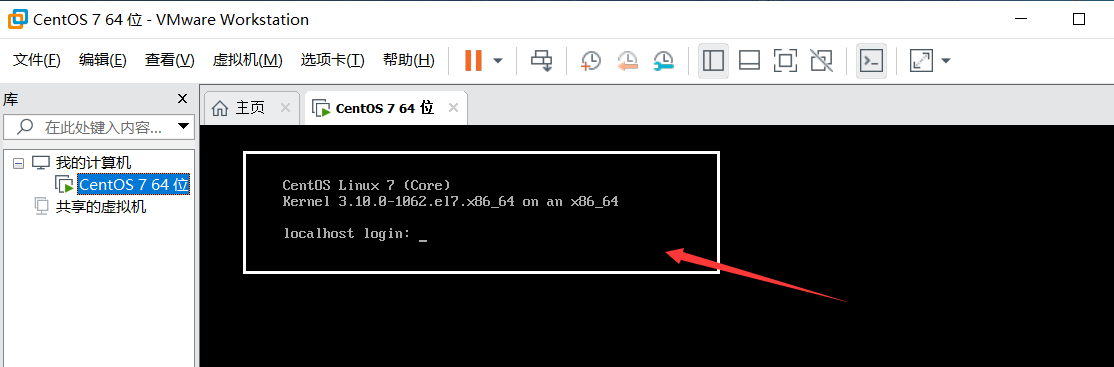 CentOS 7 64 位 - VMware Workstation
文件(F) 编辑(E) 查看(V) 虚拟机(M) 选项卡(T) 帮助(H)
库
在此处键入内容...
我的计算机
CentOS 7 64 位
共享的虚拟机
主页
CentOS 7 64 位
CentOS Linux 7 (Core)
Kernel 3.10.0-1062.el7.x86_64 on an x86_64
localhost login: _